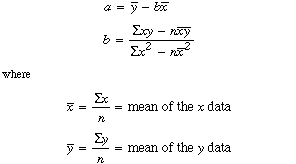 a = y̅ − bx̅
b = (Σxy − nx̅y̅) / (Σx² − nx̅²)
where
x̅ = Σx / n = mean of the x data
y̅ = Σy / n = mean of the y data